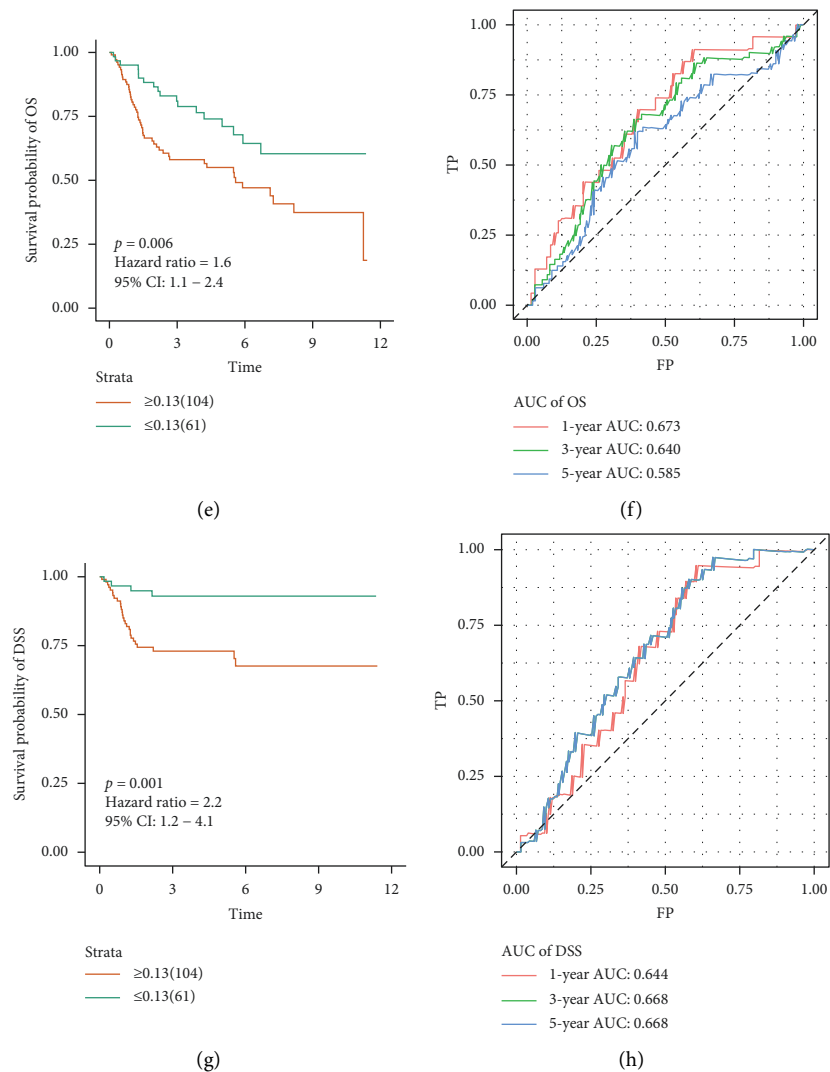 1.00
0.75
0.50
0.25
0.00
Survival probability of OS
p = 0.006
Hazard ratio = 1.6
95% CI: 1.1 − 2.4
0 3 6 9 12
Time
Strata
≥0.13(104)
≤0.13(61)
(e)
1.00
0.75
0.50
0.25
0.00
TP
0.00 0.25 0.50 0.75 1.00
FP
AUC of OS
1-year AUC: 0.673
3-year AUC: 0.640
5-year AUC: 0.585
(f)
1.00
0.75
0.50
0.25
0.00
Survival probability of DSS
p = 0.001
Hazard ratio = 2.2
95% CI: 1.2 − 4.1
0 3 6 9 12
Time
Strata
≥0.13(104)
≤0.13(61)
(g)
1.00
0.75
0.50
0.25
0.00
TP
0.00 0.25 0.50 0.75 1.00
FP
AUC of DSS
1-year AUC: 0.644
3-year AUC: 0.668
5-year AUC: 0.668
(h)